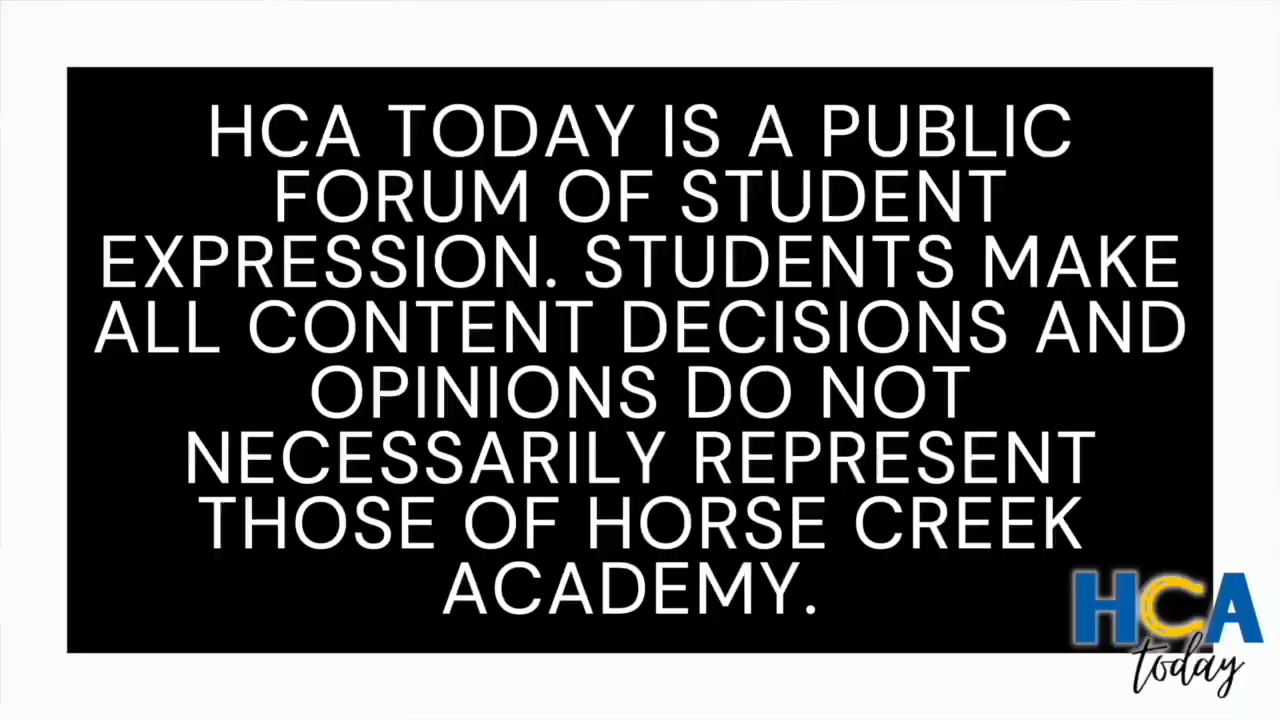 HCA TODAY IS A PUBLIC
FORUM OF STUDENT
EXPRESSION. STUDENTS MAKE
ALL CONTENT DECISIONS AND
OPINIONS DO NOT
NECESSARILY REPRESENT
THOSE OF HORSE CREEK
ACADEMY.
HCA
today